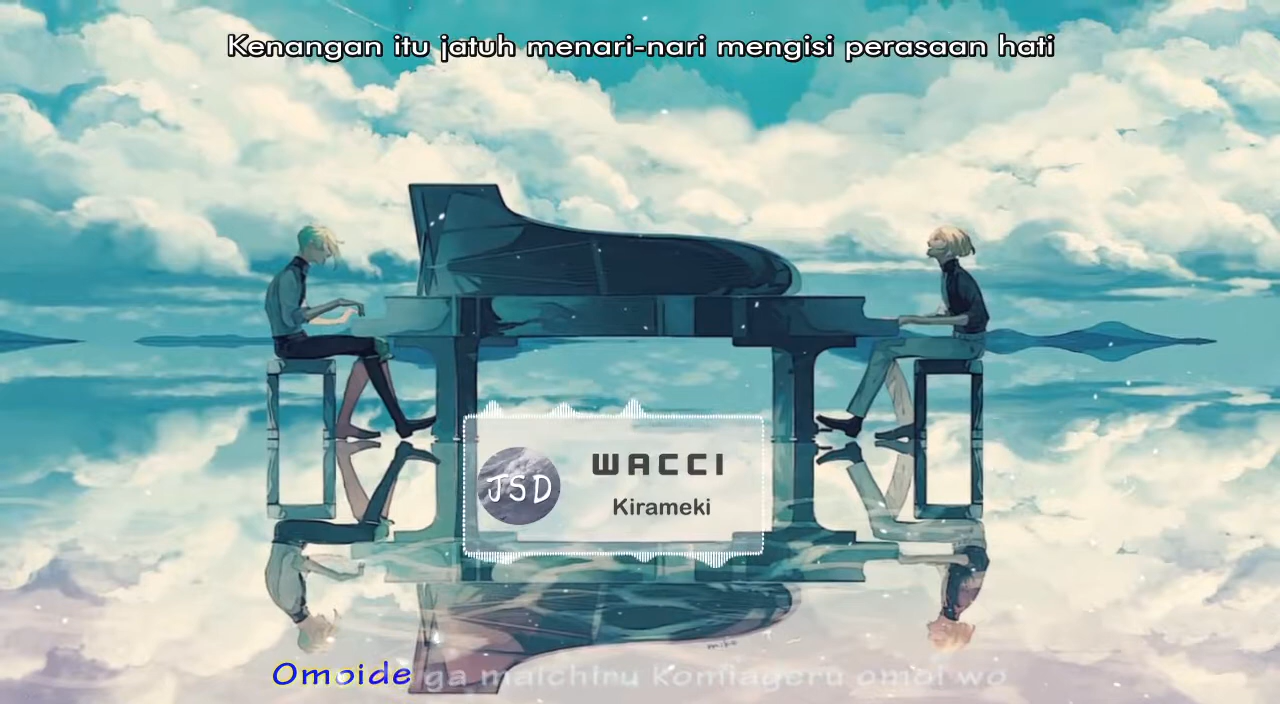 Kenangan itu jatuh menari-nari mengisi perasaan hati
JSD
WACCI
Kirameki
Omoide ga maichiru Komiageru omoi wo